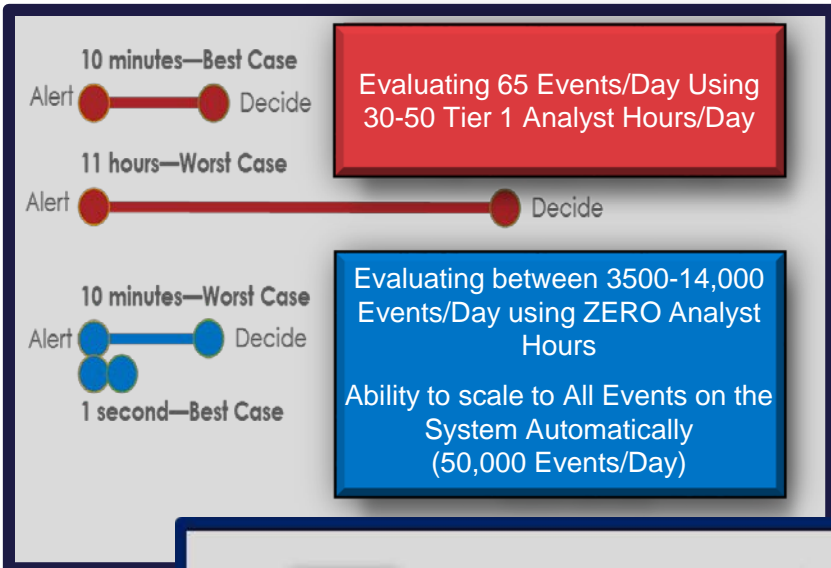 10 minutes—Best Case
Alert
Decide
11 hours—Worst Case
Alert
Decide
Evaluating 65 Events/Day Using
30-50 Tier 1 Analyst Hours/Day
10 minutes—Worst Case
Alert
Decide
1 second—Best Case
Evaluating between 3500-14,000
Events/Day using ZERO Analyst
Hours
Ability to scale to All Events on the
System Automatically
(50,000 Events/Day)